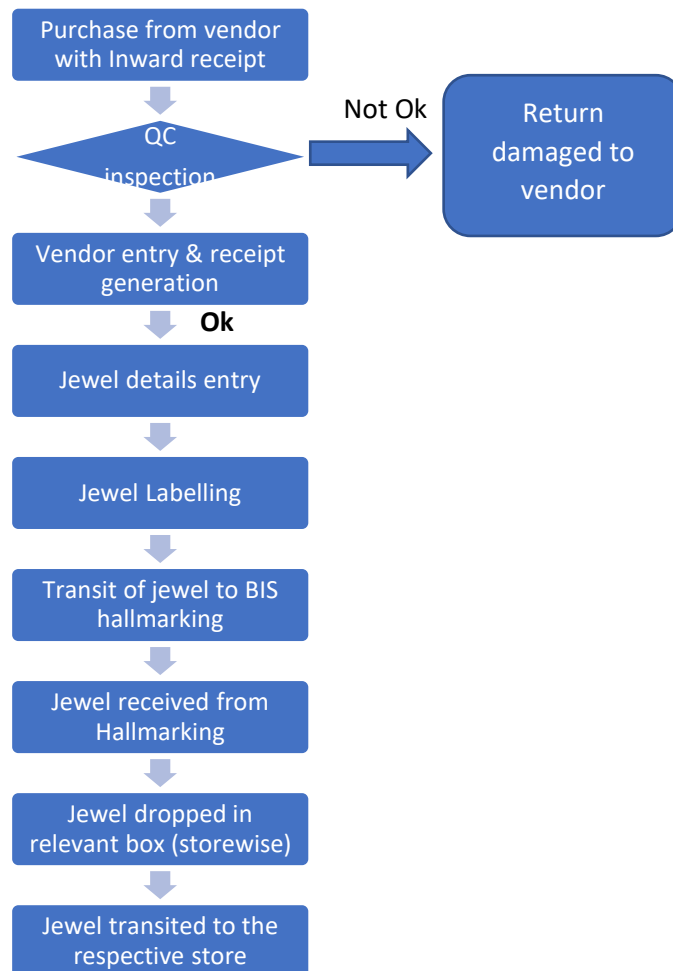 Purchase from vendor
with Inward receipt
Not Ok
Return
damaged to
vendor
QC
inspection
Vendor entry & receipt
generation
Ok
Jewel details entry
Jewel Labelling
Transit of jewel to BIS
hallmarking
Jewel received from
Hallmarking
Jewel dropped in
relevant box (storewise)
Jewel transited to the
respective store